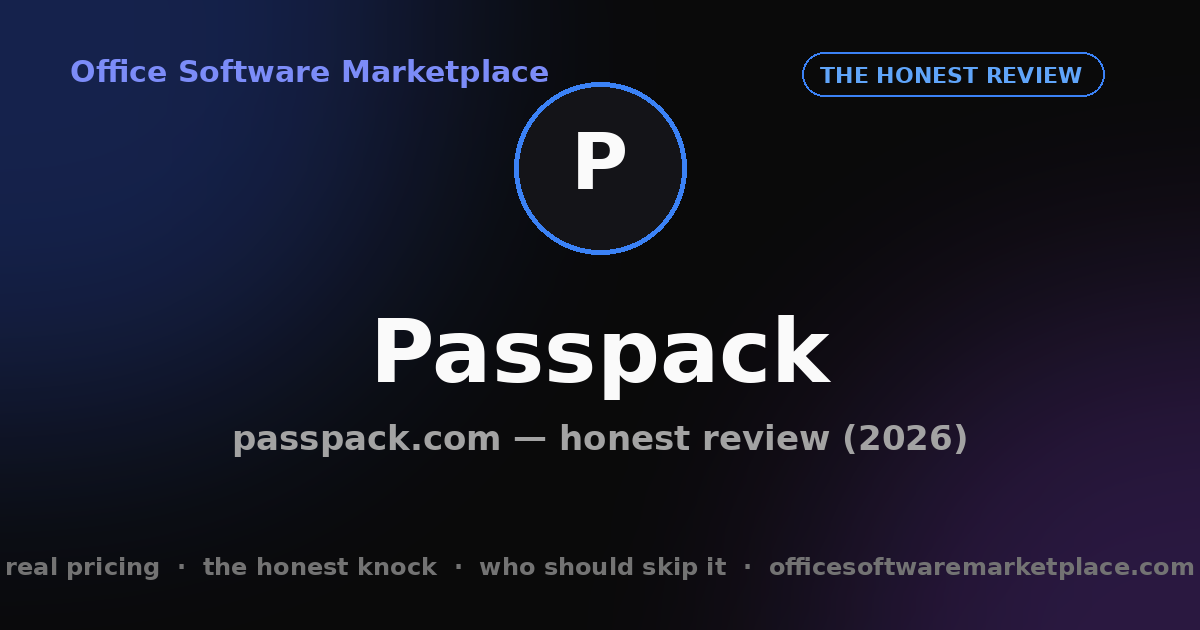 Office Software Marketplace
THE HONEST REVIEW
P
Passpack
passpack.com — honest review (2026)
real pricing · the honest knock · who should skip it · officesoftwaremarketplace.com